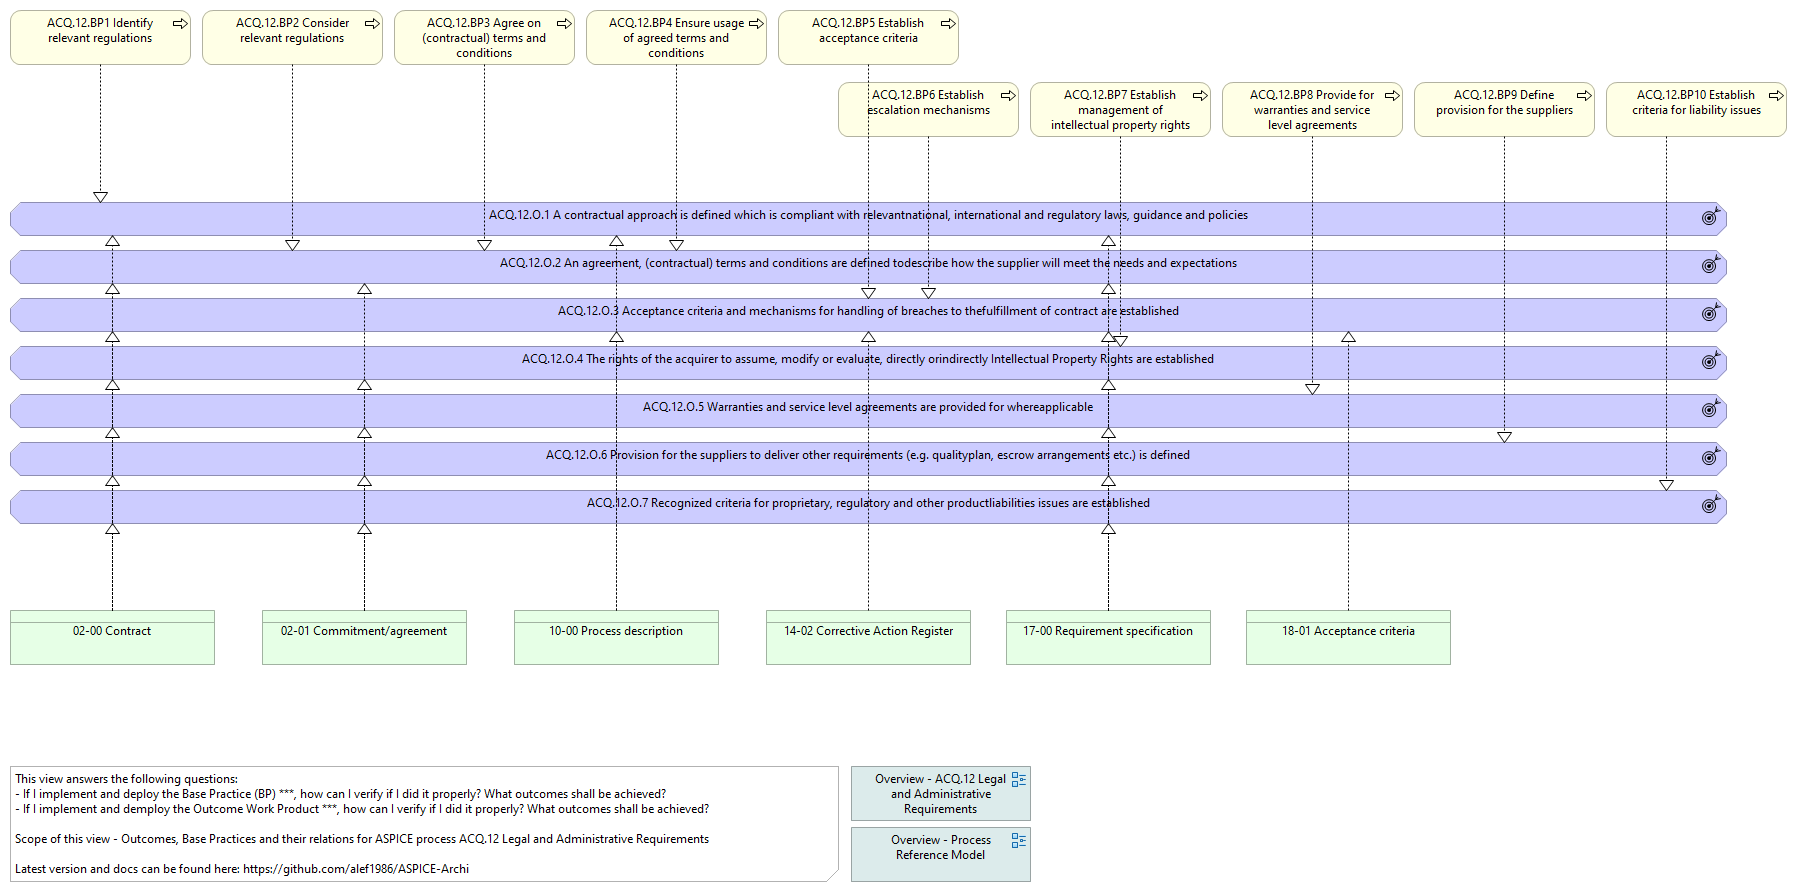 ACQ.12.BP1 Identify
relevant regulations
ACQ.12.BP2 Consider
relevant regulations
ACQ.12.BP3 Agree on
(contractual) terms and
conditions
ACQ.12.BP4 Ensure usage
of agreed terms and
conditions
ACQ.12.BP5 Establish
acceptance criteria
ACQ.12.BP6 Establish
escalation mechanisms
ACQ.12.BP7 Establish
management of
intellectual property rights
ACQ.12.BP8 Provide for
warranties and service
level agreements
ACQ.12.BP9 Define
provision for the suppliers
ACQ.12.BP10 Establish
criteria for liability issues
ACQ.12.O.1 A contractual approach is defined which is compliant with relevantnational, international and regulatory laws, guidance and policies
ACQ.12.O.2 An agreement, (contractual) terms and conditions are defined todescribe how the supplier will meet the needs and expectations
ACQ.12.O.3 Acceptance criteria and mechanisms for handling of breaches to thefulfillment of contract are established
ACQ.12.O.4 The rights of the acquirer to assume, modify or evaluate, directly orindirectly Intellectual Property Rights are established
ACQ.12.O.5 Warranties and service level agreements are provided for whereapplicable
ACQ.12.O.6 Provision for the suppliers to deliver other requirements (e.g. qualityplan, escrow arrangements etc.) is defined
ACQ.12.O.7 Recognized criteria for proprietary, regulatory and other productliabilities issues are established
02-00 Contract
02-01 Commitment/agreement
10-00 Process description
14-02 Corrective Action Register
17-00 Requirement specification
18-01 Acceptance criteria
This view answers the following questions:
- If I implement and deploy the Base Practice (BP) ***, how can I verify if I did it properly? What outcomes shall be achieved?
- If I implement and demploy the Outcome Work Product ***, how can I verify if I did it properly? What outcomes shall be achieved?
Scope of this view - Outcomes, Base Practices and their relations for ASPICE process ACQ.12 Legal and Administrative Requirements
Latest version and docs can be found here: https://github.com/alef1986/ASPICE-Archi
Overview - ACQ.12 Legal
and Administrative
Requirements
Overview - Process
Reference Model